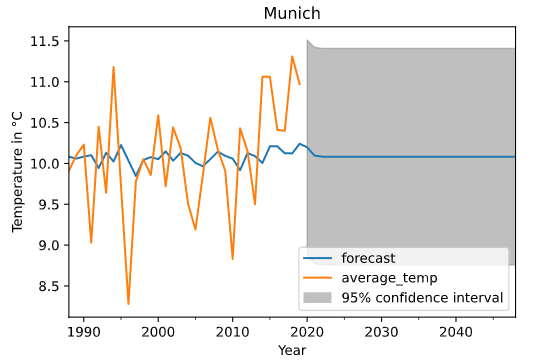 Munich
Temperature in °C
11.5
11.0
10.5
10.0
9.5
9.0
8.5
forecast
average_temp
95% confidence interval
1990 2000 2010 2020 2030 2040
Year